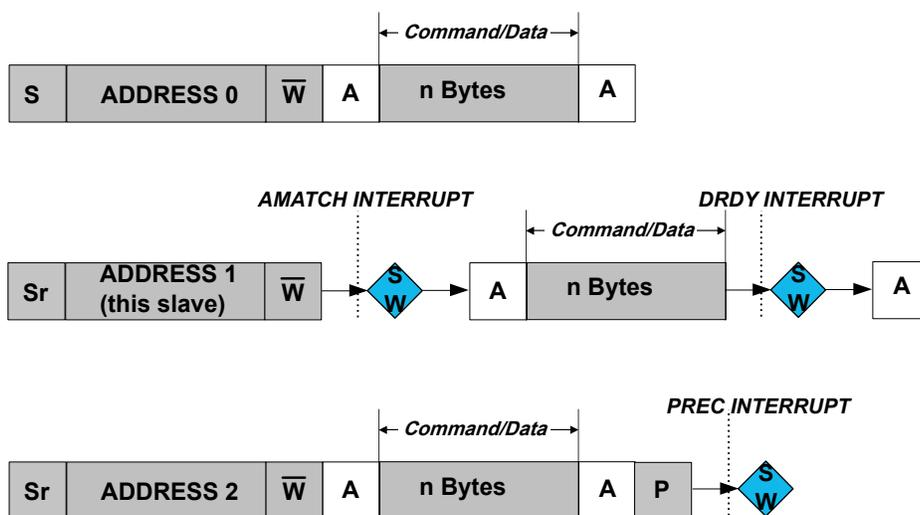 Command/Data
S ADDRESS 0 W̅ A n Bytes A
AMATCH INTERRUPT DRDY INTERRUPT
Command/Data
Sr ADDRESS 1 (this slave) W̅ S W A n Bytes S W A
PREC INTERRUPT
Command/Data
Sr ADDRESS 2 W̅ A n Bytes A P S W